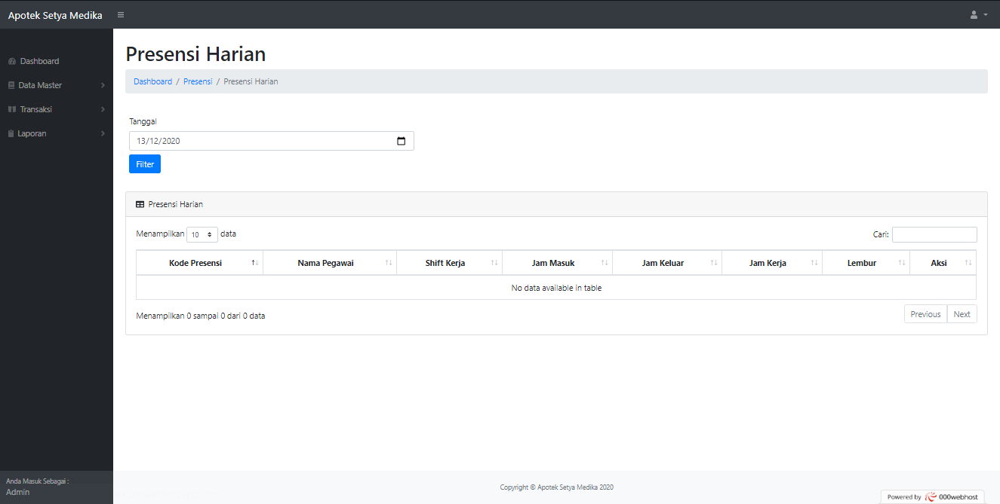 Apotek Setya Medika
Dashboard
Data Master
Transaksi
Laporan
Presensi Harian
Dashboard / Presensi / Presensi Harian
Tanggal
13/12/2020
Filter
Presensi Harian
Menampilkan 10 data
Cari:
Kode Presensi Nama Pegawai Shift Kerja Jam Masuk Jam Keluar Jam Kerja Lembur Aksi
No data available in table
Menampilkan 0 sampai 0 dari 0 data
Previous Next
Anda Masuk Sebagai :
Admin
Copyright © Apotek Setya Medika 2020
Powered by 000webhost